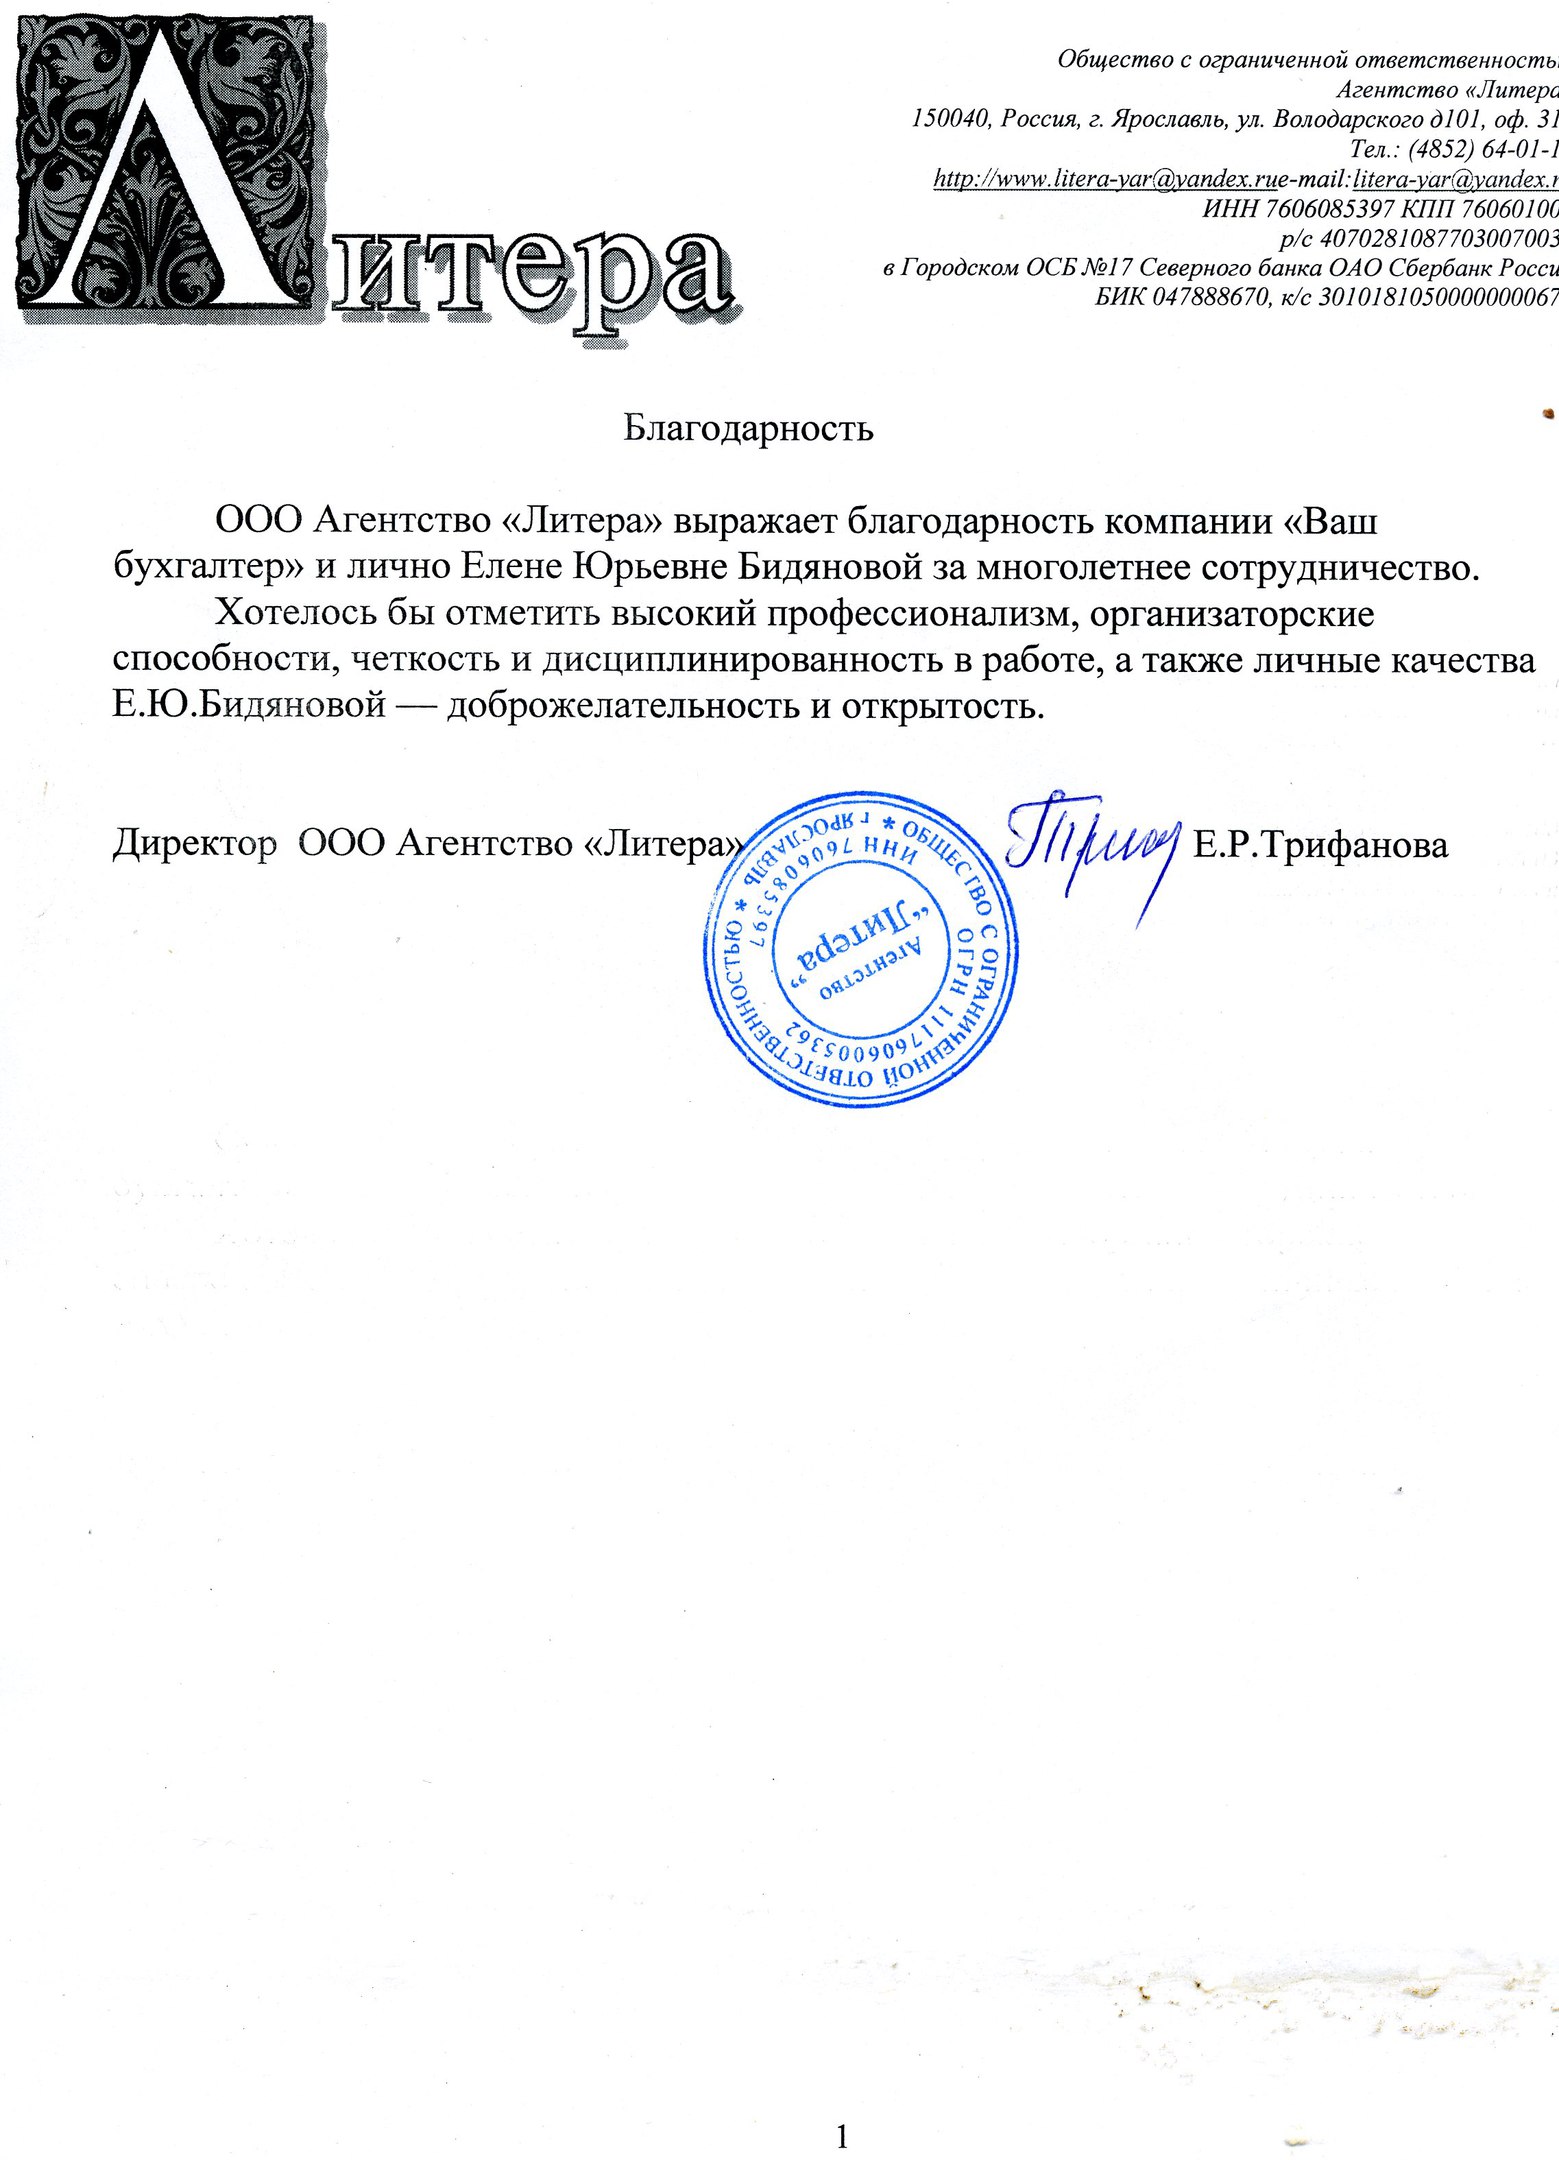 Литера
Общество с ограниченной ответственность
Агентство «Литера
150040, Россия, г. Ярославль, ул. Володарского д101, оф. 31
Тел.: (4852) 64-01-1
http://www.litera-yar@yandex.rue-mail:litera-yar@yandex.r
ИНН 7606085397 КПП 76060100
р/с 4070281087703007003
в Городском ОСБ №17 Северного банка ОАО Сбербанк Росси
БИК 047888670, к/с 3010181050000000067
Благодарность
ООО Агентство «Литера» выражает благодарность компании «Ваш
бухгалтер» и лично Елене Юрьевне Бидяновой за многолетнее сотрудничество.
Хотелось бы отметить высокий профессионализм, организаторские
способности, четкость и дисциплинированность в работе, а также личные качества
Е.Ю.Бидяновой — доброжелательность и открытость.
Директор ООО Агентство «Литера»
Е.Р.Трифанова
ОБЩЕСТВО С ОГРАНИЧЕННОЙ ОТВЕТСТВЕННОСТЬЮ * г ЯРОСЛАВЛЬ *
ИНН 7606085397
ОГРН 1117606005362
Агентство
"Литера"
1